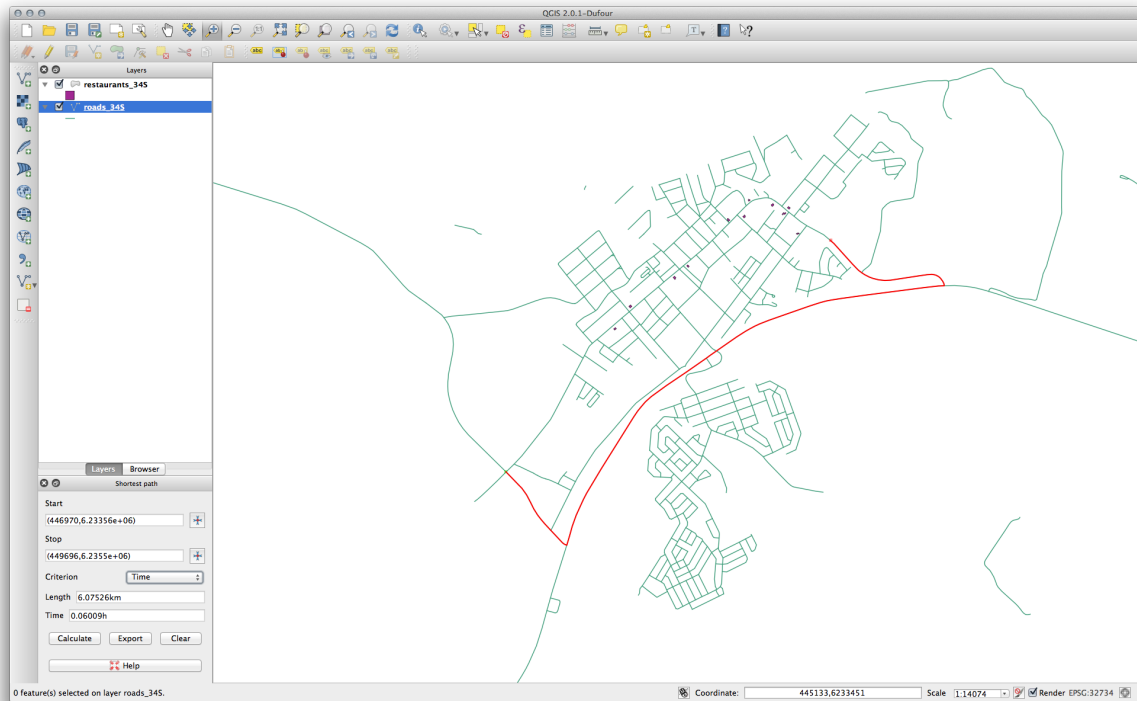 QGIS 2.0.1-Dufour
Layers
restaurants_34S
roads_34S
Layers Browser
Shortest path
Start
(446970,6.23356e+06)
Stop
(449696,6.2355e+06)
Criterion Time
Length 6.07526km
Time 0.06009h
Calculate Export Clear
Help
0 feature(s) selected on layer roads_34S.
Coordinate: 445133,6233451 Scale 1:14074 Render EPSG:32734